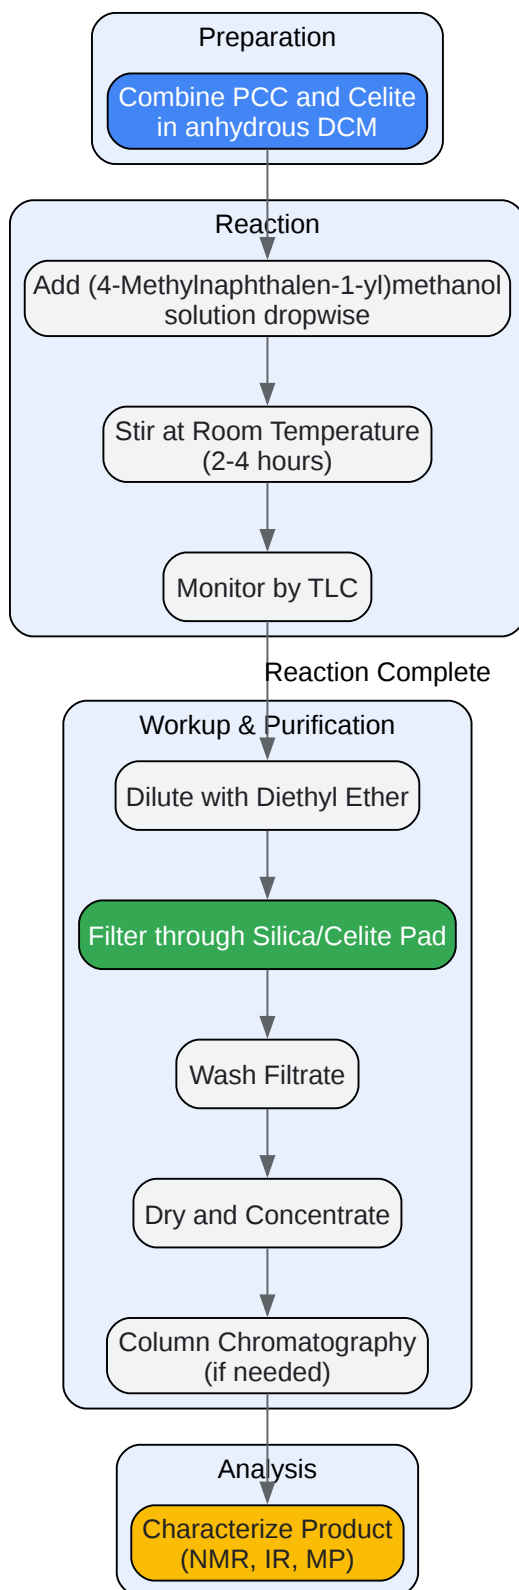 Preparation
Combine PCC and Celite
in anhydrous DCM
Reaction
Add (4-Methylnaphthalen-1-yl)methanol
solution dropwise
Stir at Room Temperature
(2-4 hours)
Monitor by TLC
Reaction Complete
Workup & Purification
Dilute with Diethyl Ether
Filter through Silica/Celite Pad
Wash Filtrate
Dry and Concentrate
Column Chromatography
(if needed)
Analysis
Characterize Product
(NMR, IR, MP)